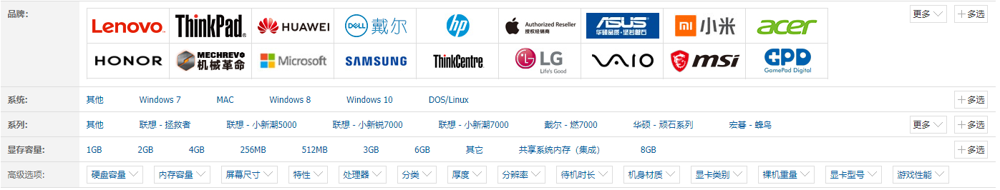 品牌:
Lenovo ThinkPad HUAWEI DELL 戴尔 hp Authorized Reseller ASUS mi 小米 acer 更多 多选
授权经销商 华硕品质·坚若磐石
HONOR MECHREVO Microsoft SAMSUNG ThinkCentre LG VAIO msi GPD
机械革命 Life's Good GamePad Digital
系统: 其他 Windows 7 MAC Windows 8 Windows 10 DOS/Linux 多选
系列: 其他 联想 - 拯救者 联想 - 小新潮5000 联想 - 小新锐7000 联想 - 小新潮7000 戴尔 - 燃7000 华硕 - 顽石系列 宏碁 - 蜂鸟 更多 多选
显存容量: 1GB 2GB 4GB 256MB 512MB 3GB 6GB 其它 共享系统内存（集成） 8GB 多选
高级选项: 硬盘容量 内存容量 屏幕尺寸 特性 处理器 分类 厚度 分辨率 待机时长 机身材质 显卡类别 裸机重量 显卡型号 游戏性能